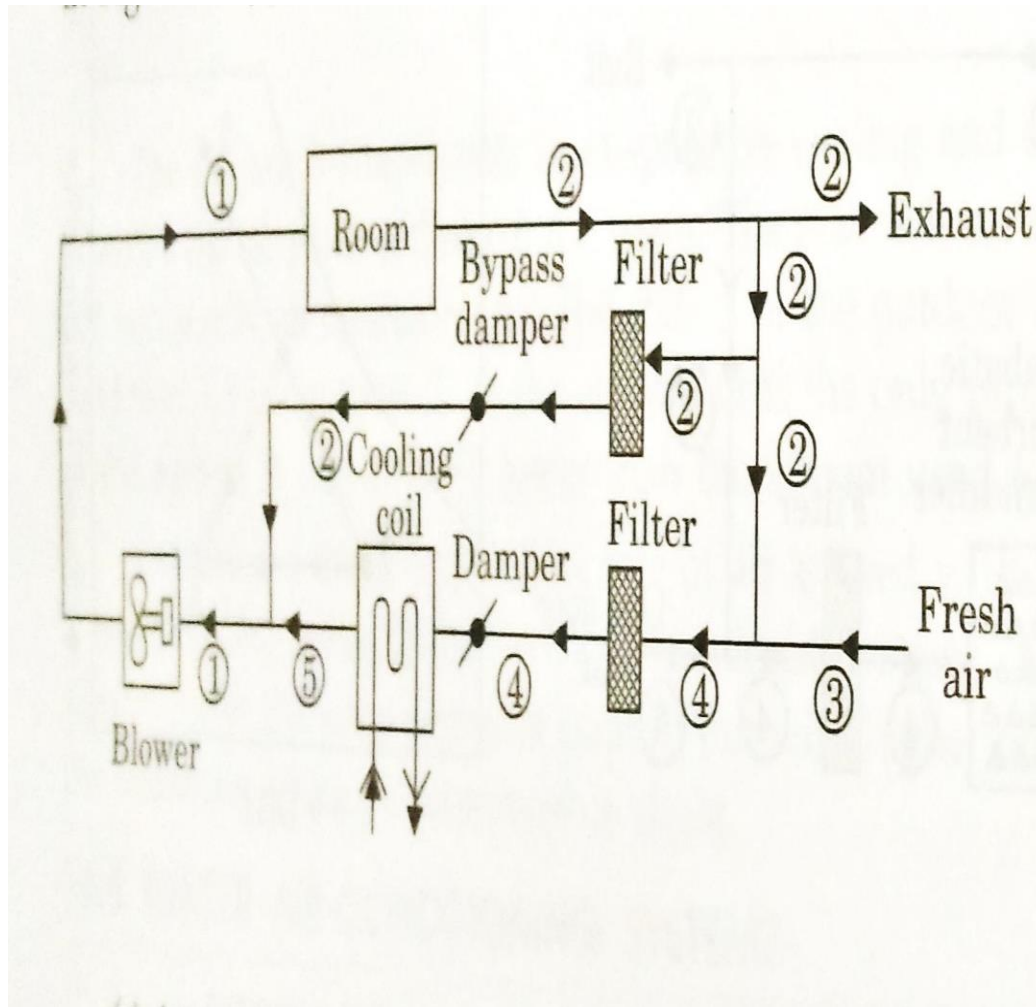 ①
②
②
Exhaust
Room
Bypass
damper
Filter
②
②
②
Cooling
coil
②
Filter
Damper
Fresh
air
①
⑤
④
④
③
Blower